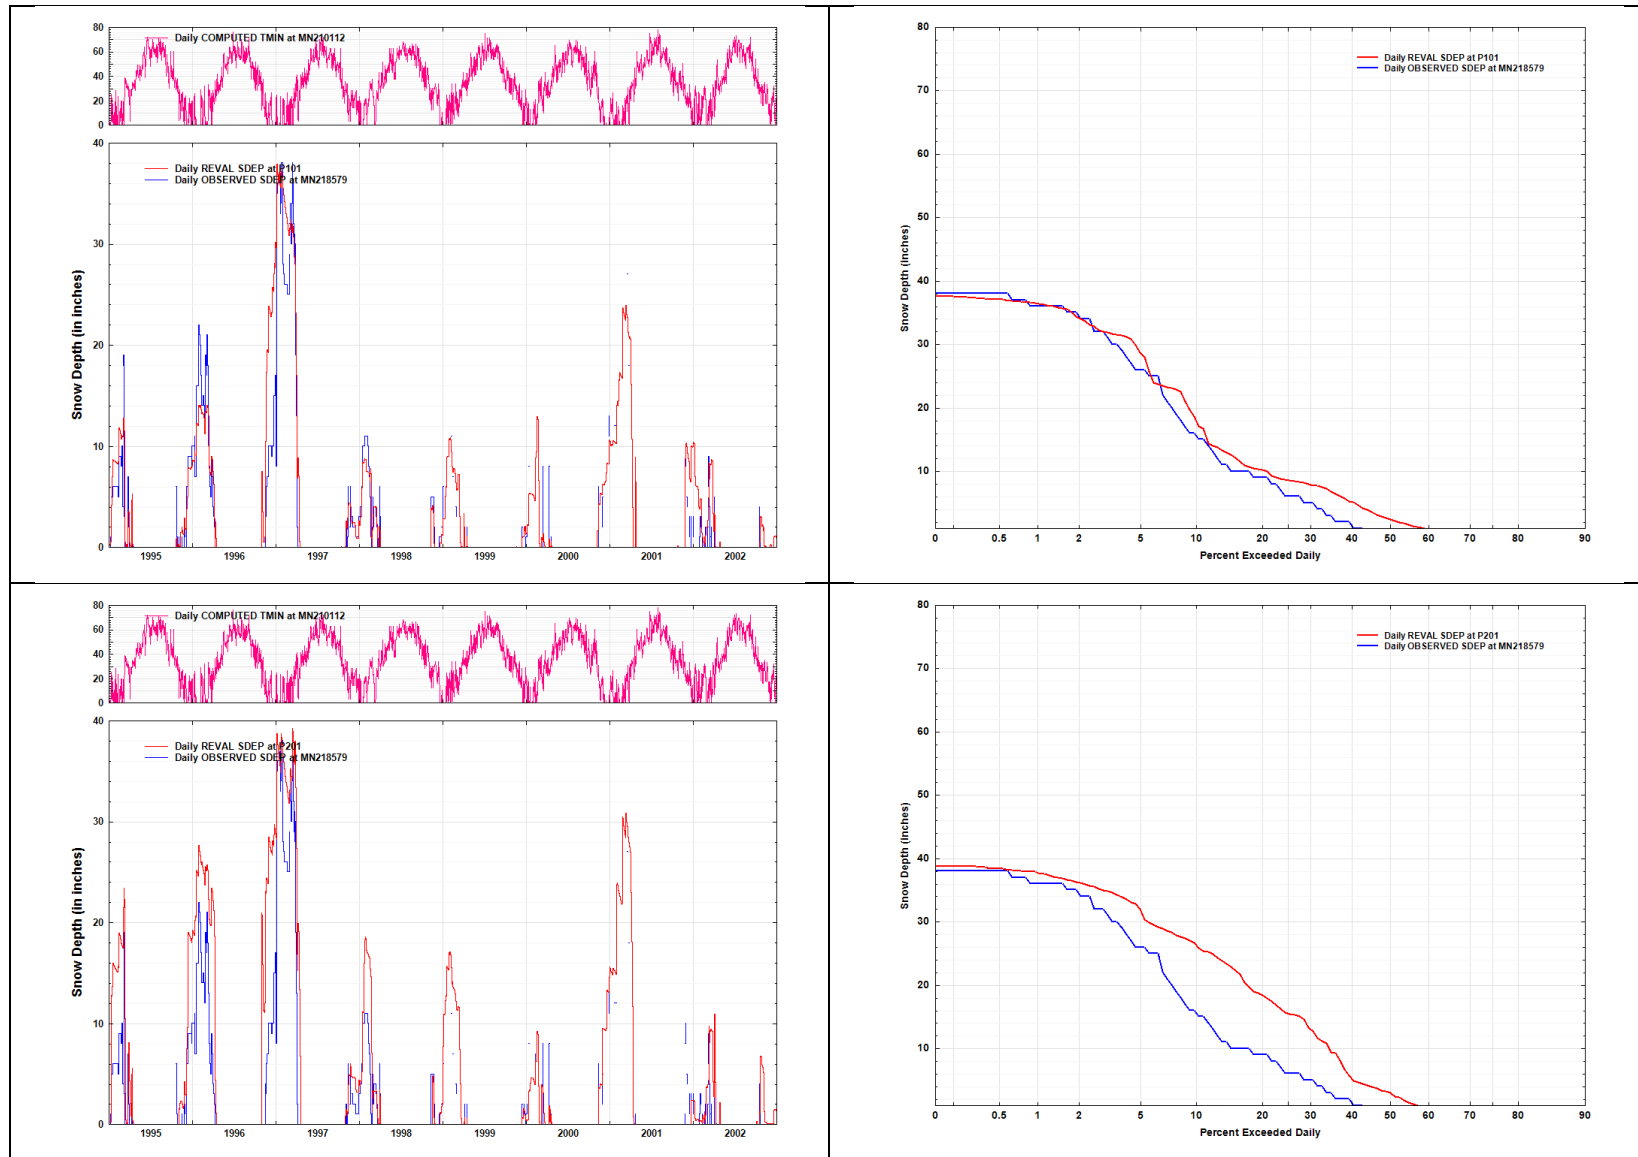 80
60
40
20
0
Daily COMPUTED TMIN at MN210112
40
30
20
10
0
Snow Depth (in inches)
Daily REVAL SDEP at P101
Daily OBSERVED SDEP at MN218579
1995 1996 1997 1998 1999 2000 2001 2002
80
70
60
50
40
30
20
10
Snow Depth (inches)
Daily REVAL SDEP at P101
Daily OBSERVED SDEP at MN218579
0 0.5 1 2 5 10 20 30 40 50 60 70 80 90
Percent Exceeded Daily
80
60
40
20
0
Daily COMPUTED TMIN at MN210112
40
30
20
10
0
Snow Depth (in inches)
Daily REVAL SDEP at P201
Daily OBSERVED SDEP at MN218579
1995 1996 1997 1998 1999 2000 2001 2002
80
70
60
50
40
30
20
10
Snow Depth (inches)
Daily REVAL SDEP at P201
Daily OBSERVED SDEP at MN218579
0 0.5 1 2 5 10 20 30 40 50 60 70 80 90
Percent Exceeded Daily